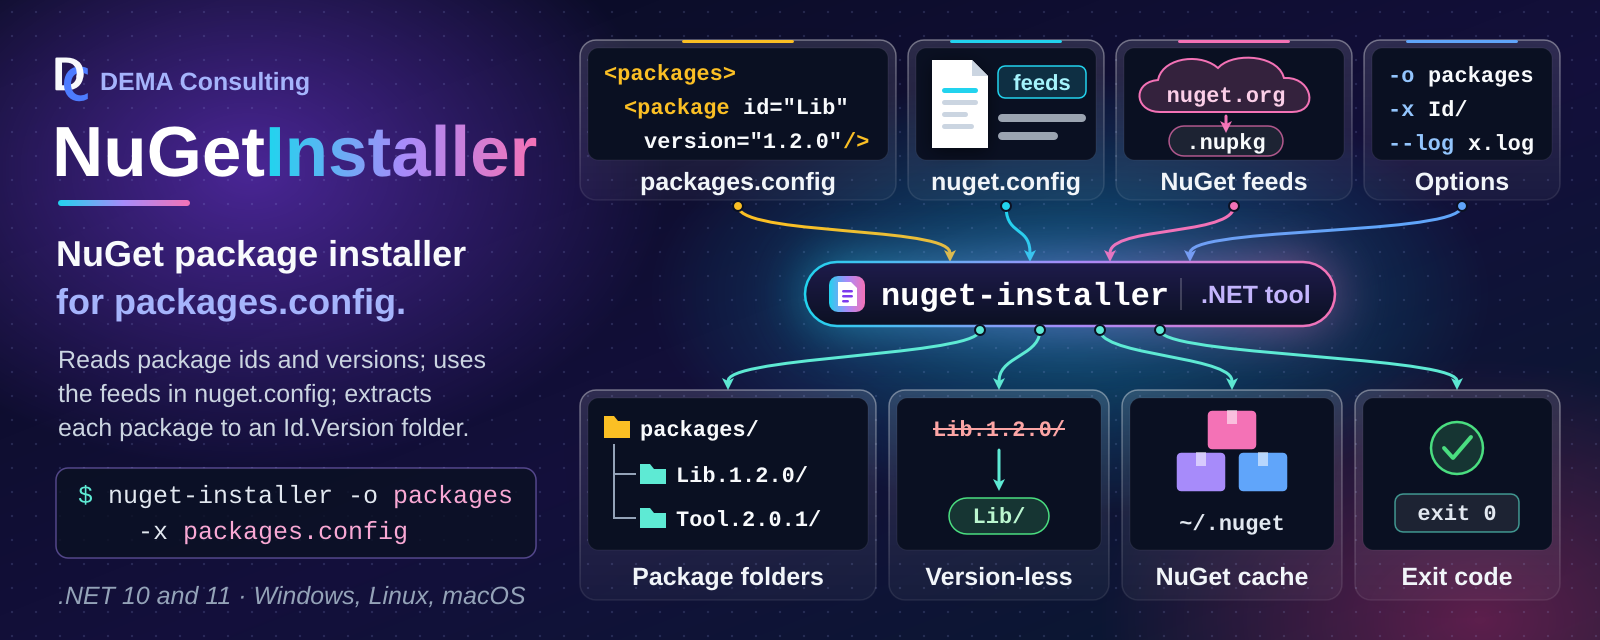 DC
DEMA Consulting
NuGetInstaller
NuGet package installer
for packages.config.
Reads package ids and versions; uses
the feeds in nuget.config; extracts
each package to an Id.Version folder.
$ nuget-installer -o packages
-x packages.config
.NET 10 and 11 · Windows, Linux, macOS
<packages>
<package id="Lib"
version="1.2.0"/>
packages.config
feeds
nuget.config
nuget.org
.nupkg
NuGet feeds
-o packages
-x Id/
--log x.log
Options
nuget-installer
.NET tool
packages/
Lib.1.2.0/
Tool.2.0.1/
Package folders
Lib.1.2.0/
Lib/
Version-less
~/.nuget
NuGet cache
exit 0
Exit code